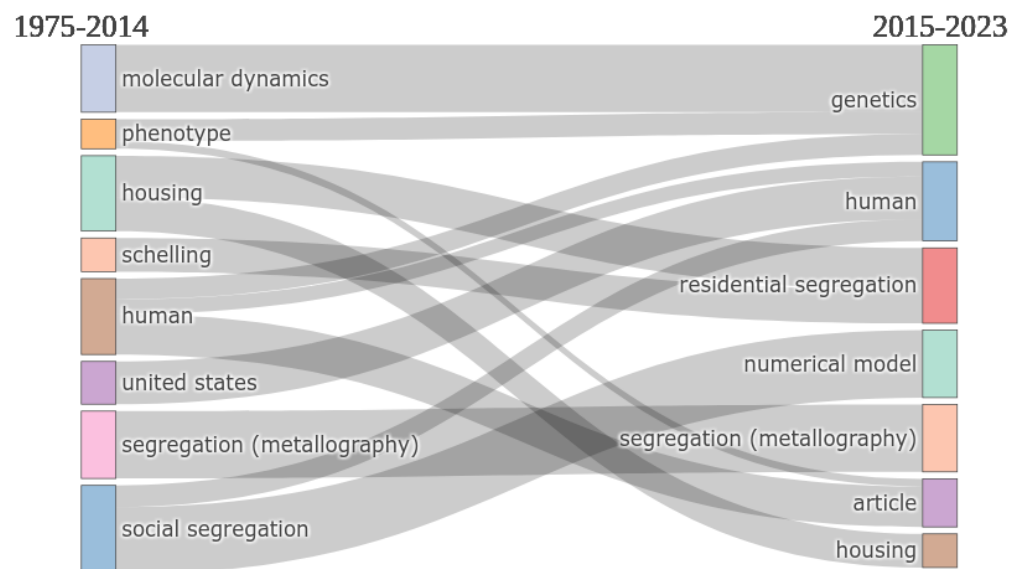 1975-2014
2015-2023
molecular dynamics
phenotype
housing
schelling
human
united states
segregation (metallography)
social segregation
genetics
human
residential segregation
numerical model
segregation (metallography)
article
housing